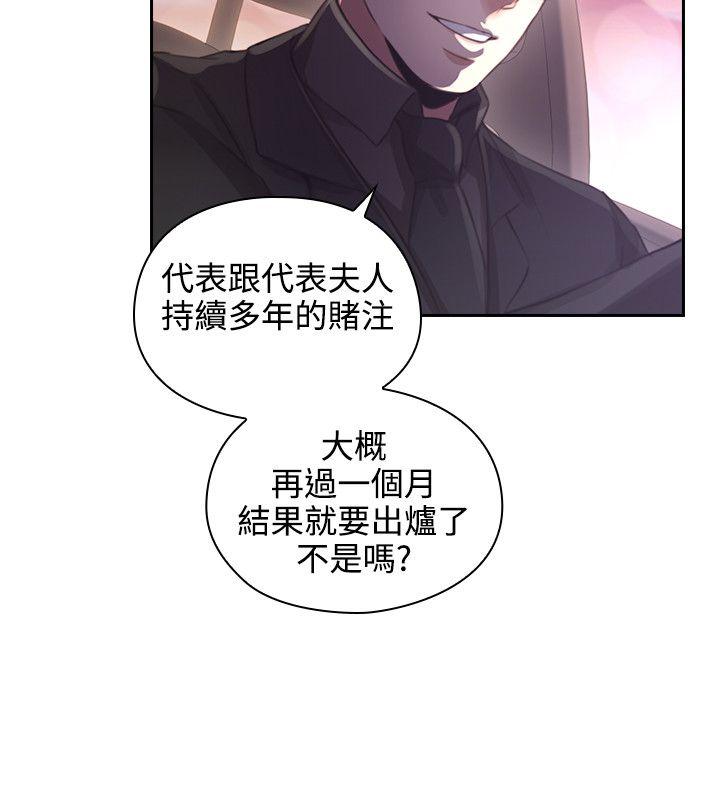 代表跟代表夫人
持續多年的賭注
大概
再過一個月
結果就要出爐了
不是嗎?